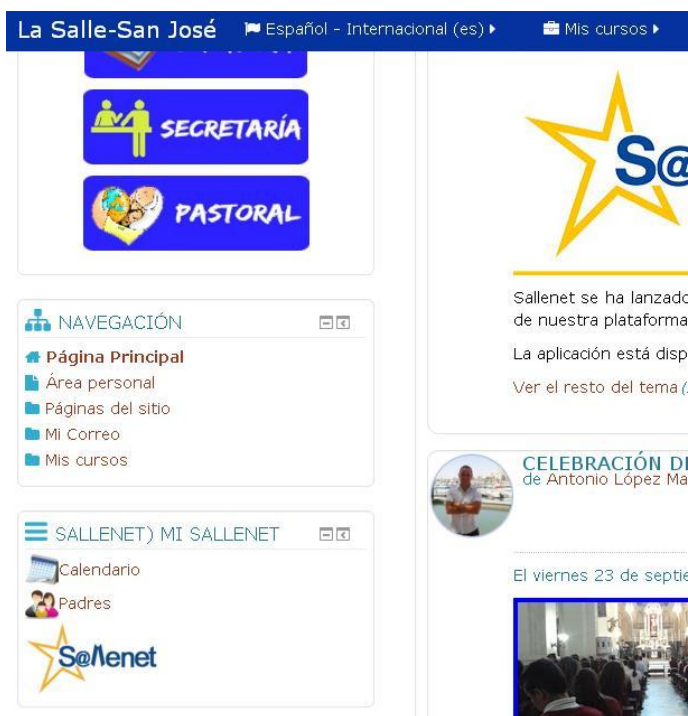 La Salle-San José
Español - Internacional (es)
Mis cursos
SECRETARÍA
PASTORAL
NAVEGACIÓN
Página Principal
Área personal
Páginas del sitio
Mi Correo
Mis cursos
SALLENET) MI SALLENET
Calendario
Padres
S@llenet
S@
Sallenet se ha lanzado
de nuestra plataforma
La aplicación está disp
Ver el resto del tema
CELEBRACIÓN DE
de Antonio López Ma
El viernes 23 de septie